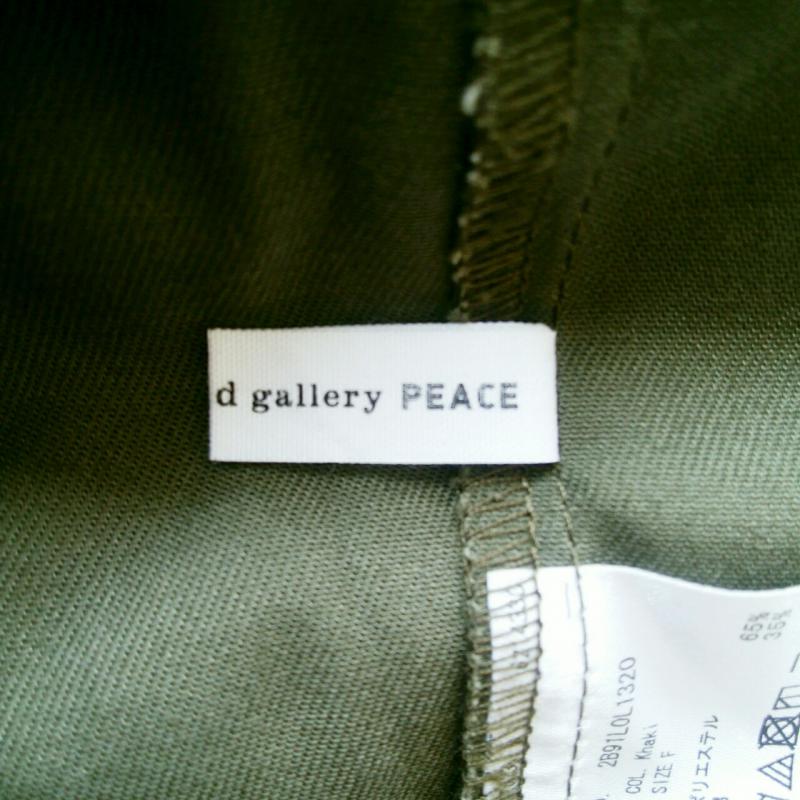 d gallery PEACE
2B91L0L1320
COL. Khaki
SIZE F
ポリエステル
65%
35%